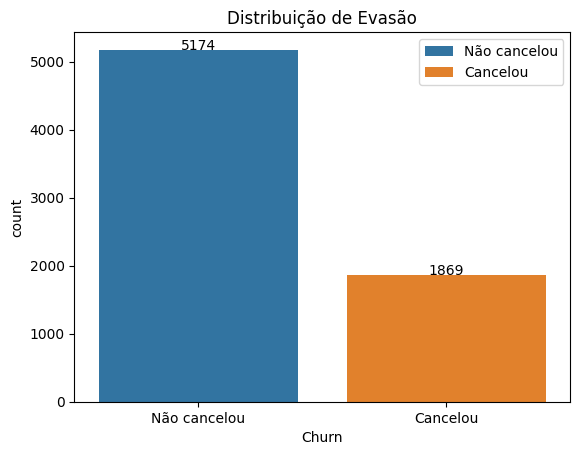 Distribuição de Evasão
Não cancelou
Cancelou
5174
1869
5000
4000
3000
2000
1000
0
count
Não cancelou
Cancelou
Churn